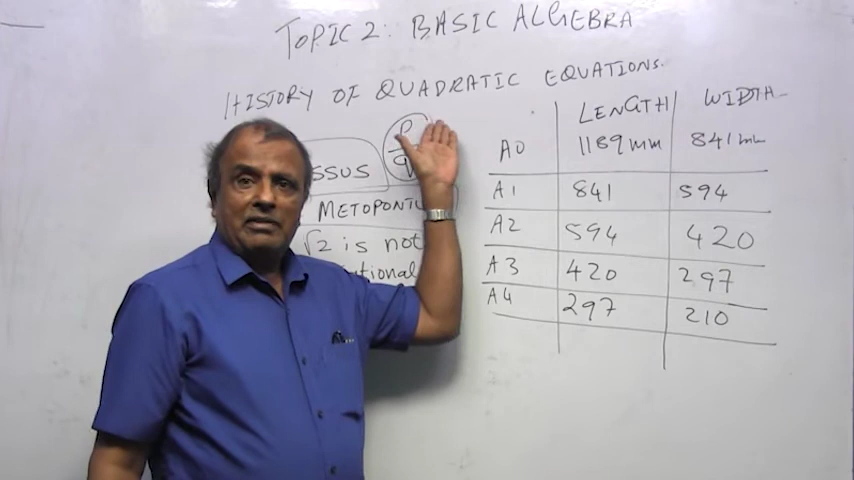 TOPIC 2: BASIC ALGEBRA
HISTORY OF QUADRATIC EQUATIONS.
LENGTH WIDTH
A0 1189mm 841mm
A1 841 594
A2 594 420
A3 420 297
A4 297 210
p
q
SSUS
METOPONTU
√2 is not
tional